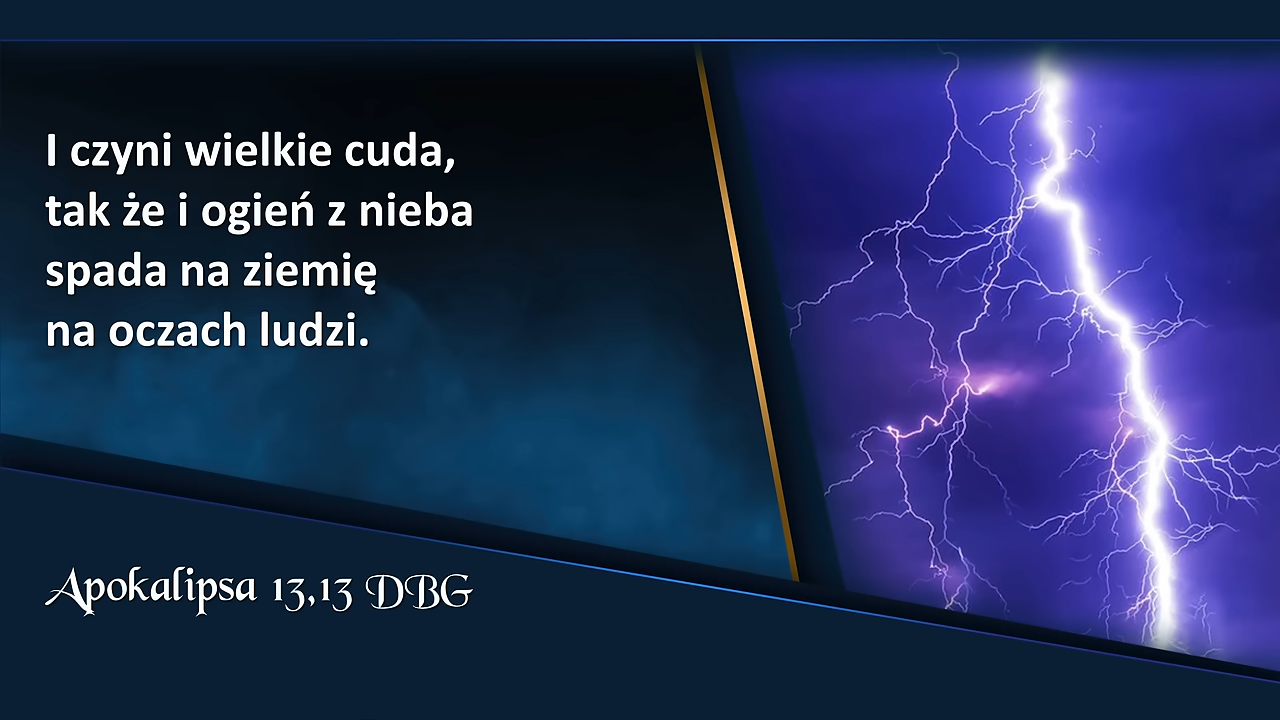 I czyni wielkie cuda,
tak że i ogień z nieba
spada na ziemię
na oczach ludzi.
Apokalipsa 13,13 DBG